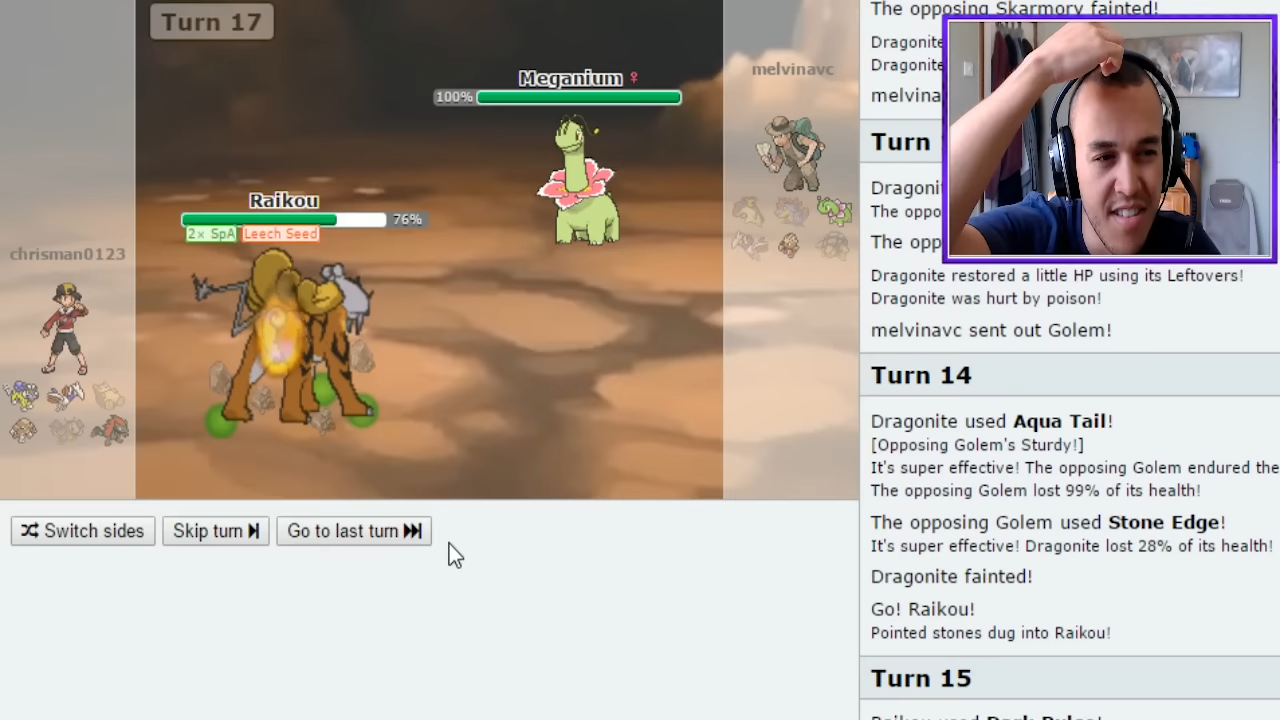 Turn 17
Meganium ♀
100%
Raikou
76%
2× SpA Leech Seed
chrisman0123
melvinavc
Switch sides
Skip turn
Go to last turn
The opposing Skarmory fainted!
Dragonite
Dragonite
Turn
The oppo
The opp
Dragonite restored a little HP using its Leftovers!
Dragonite was hurt by poison!
melvinavc sent out Golem!
Turn 14
Dragonite used Aqua Tail!
[Opposing Golem's Sturdy!]
It's super effective! The opposing Golem endured the
The opposing Golem lost 99% of its health!
The opposing Golem used Stone Edge!
It's super effective! Dragonite lost 28% of its health!
Dragonite fainted!
Go! Raikou!
Pointed stones dug into Raikou!
Turn 15
Raikou used Dark Pulse!